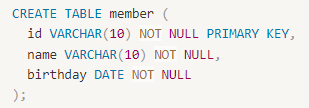 CREATE TABLE member (
  id VARCHAR(10) NOT NULL PRIMARY KEY,
  name VARCHAR(10) NOT NULL,
  birthday DATE NOT NULL
);